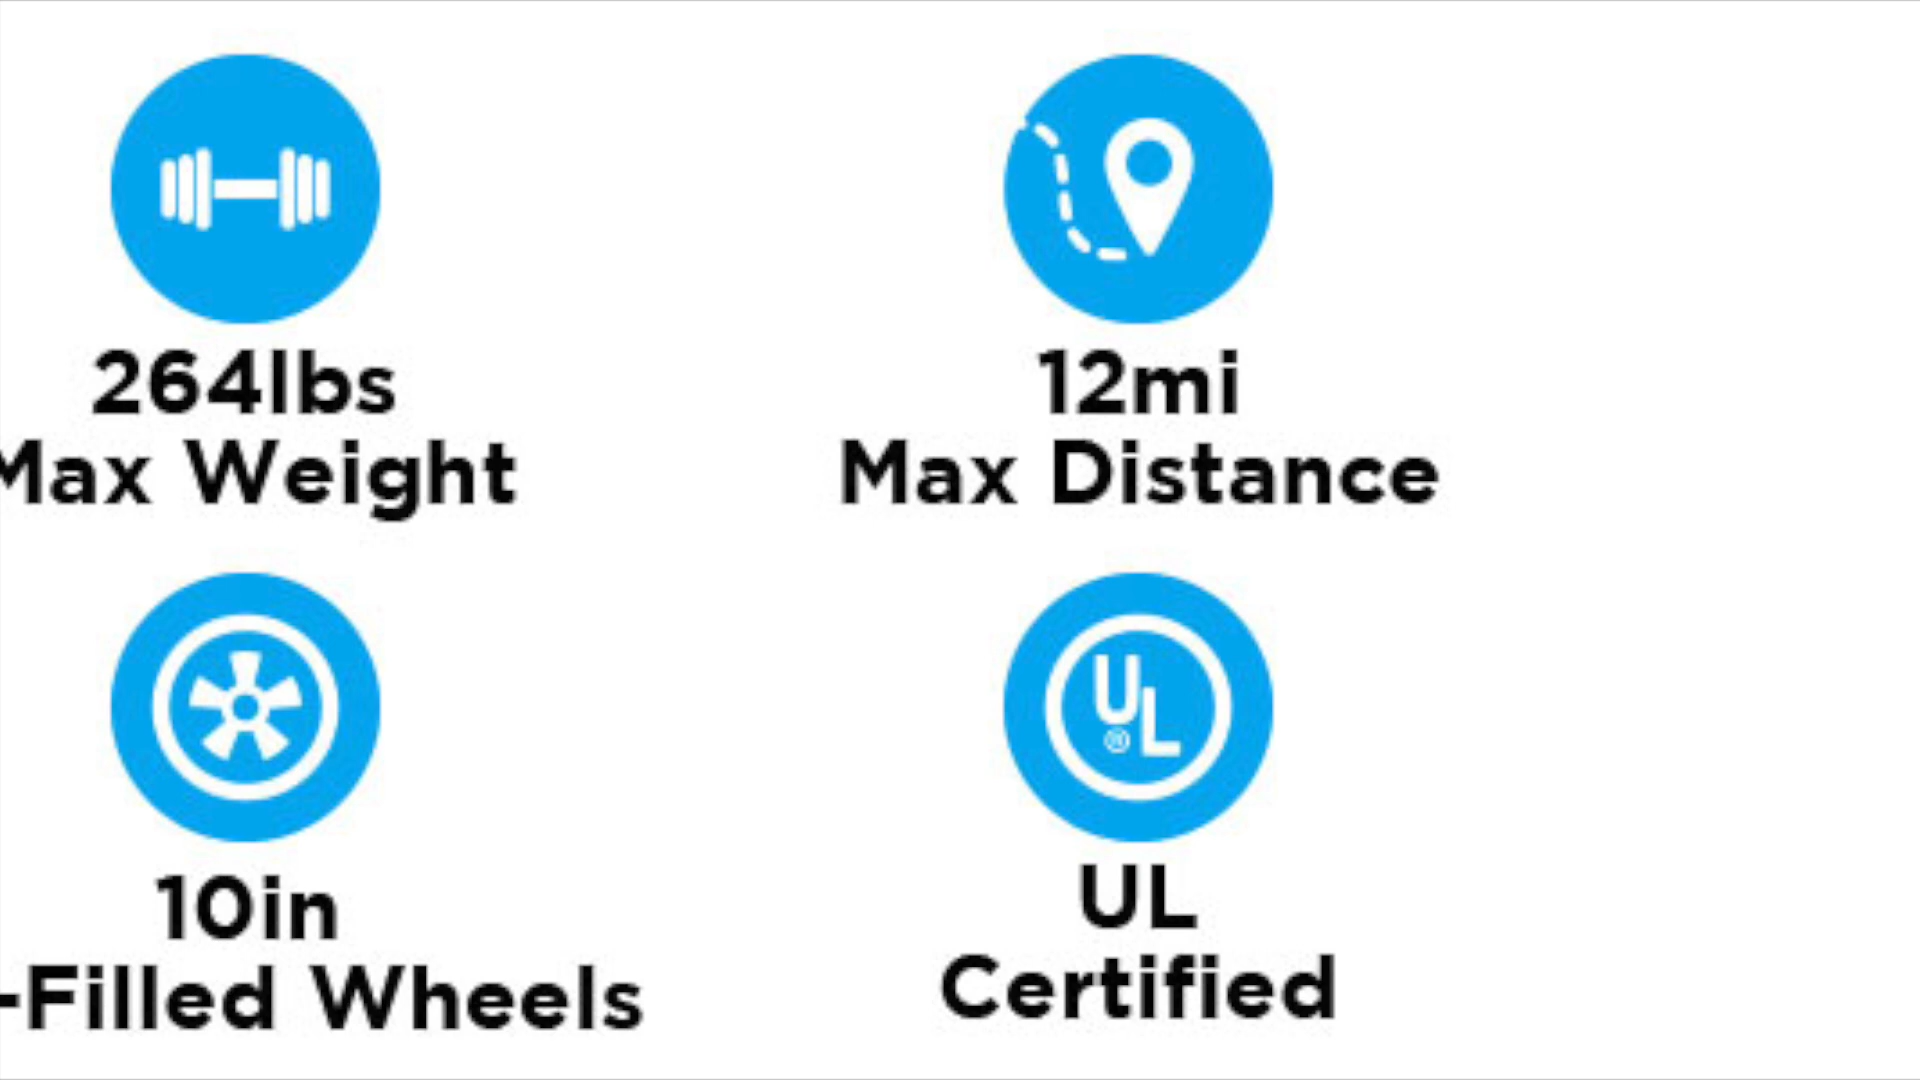 264lbs
Max Weight
12mi
Max Distance
10in
-Filled Wheels
UL
®
UL
Certified